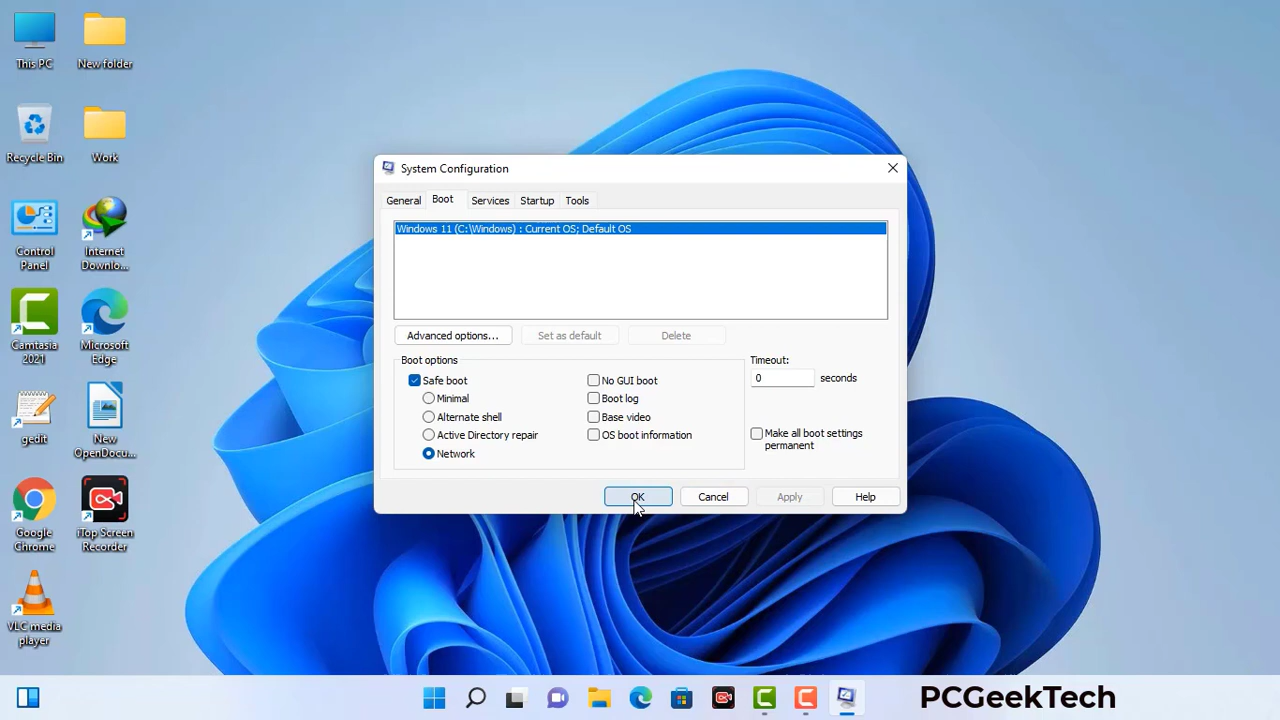 This PC
New folder
Recycle Bin
Work
Control
Panel
Internet
Downlo...
Camtasia
2021
Microsoft
Edge
gedit
New
OpenDocu...
Google
Chrome
iTop Screen
Recorder
VLC media
player
System Configuration
General
Boot
Services
Startup
Tools
Windows 11 (C:\Windows) : Current OS; Default OS
Advanced options...
Set as default
Delete
Boot options
Safe boot
Minimal
Alternate shell
Active Directory repair
Network
No GUI boot
Boot log
Base video
OS boot information
Timeout:
0 seconds
Make all boot settings
permanent
OK
Cancel
Apply
Help
PCGeekTech